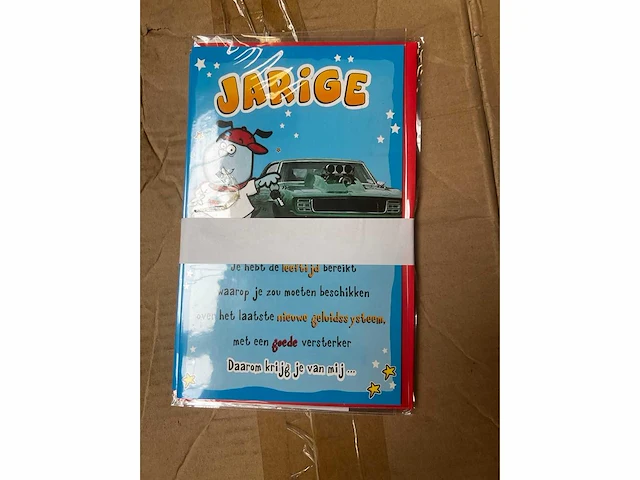 JARiGE
Je hebt de leeftijd bereikt
waarop je zou moeten beschikken
over het laatste nieuwe geluidssysteem,
met een goede versterker
Daarom krijg je van mij ...